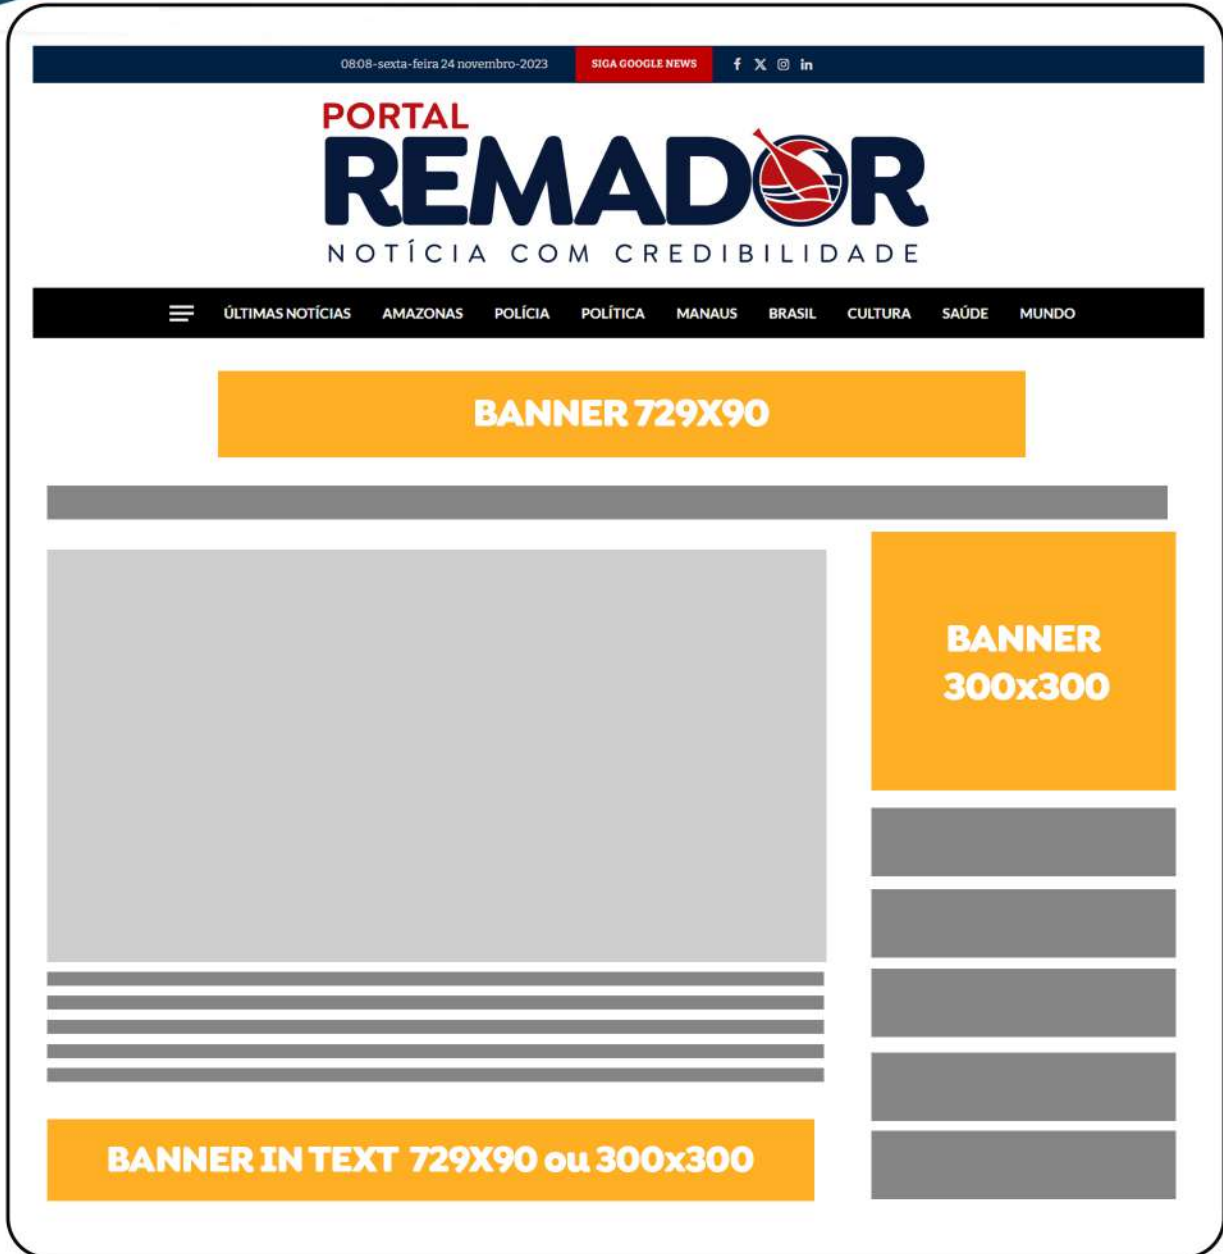 08:08-sexta-feira 24 novembro-2023 SIGA GOOGLE NEWS
PORTAL
REMADOR
NOTÍCIA COM CREDIBILIDADE
ÚLTIMAS NOTÍCIAS AMAZONAS POLÍCIA POLÍTICA MANAUS BRASIL CULTURA SAÚDE MUNDO
BANNER 729X90
BANNER
300x300
BANNER IN TEXT 729X90 ou 300x300